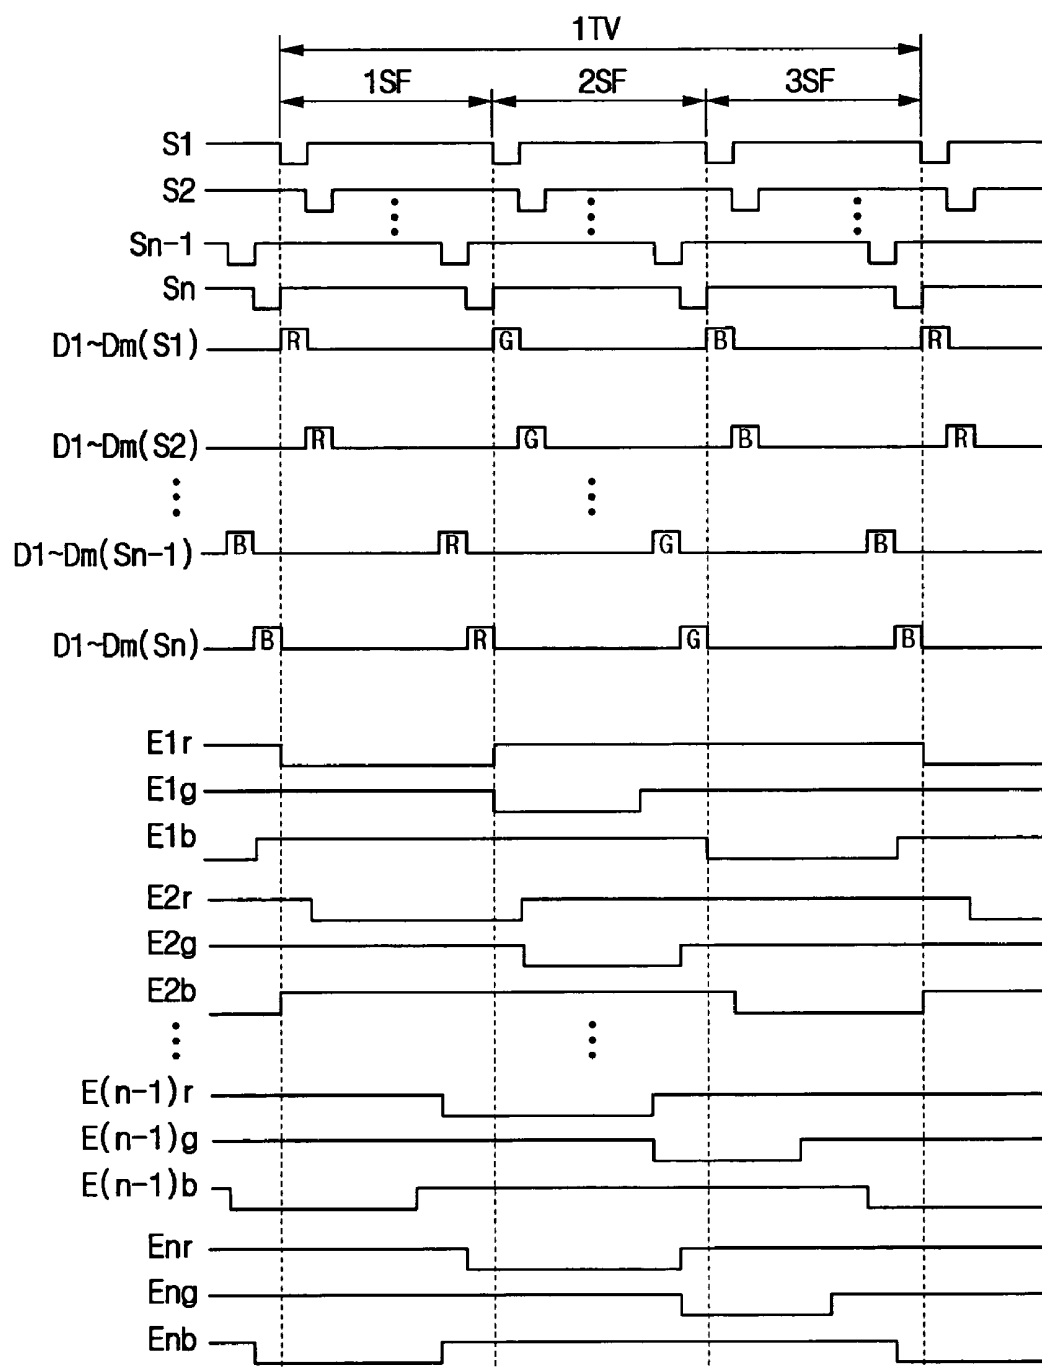 1TV
1SF 2SF 3SF
S1
S2
Sn-1
Sn
D1~Dm(S1) R G B R
D1~Dm(S2) R G B R
D1~Dm(Sn-1) B R G B
D1~Dm(Sn) B R G B
E1r
E1g
E1b
E2r
E2g
E2b
E(n-1)r
E(n-1)g
E(n-1)b
Enr
Eng
Enb